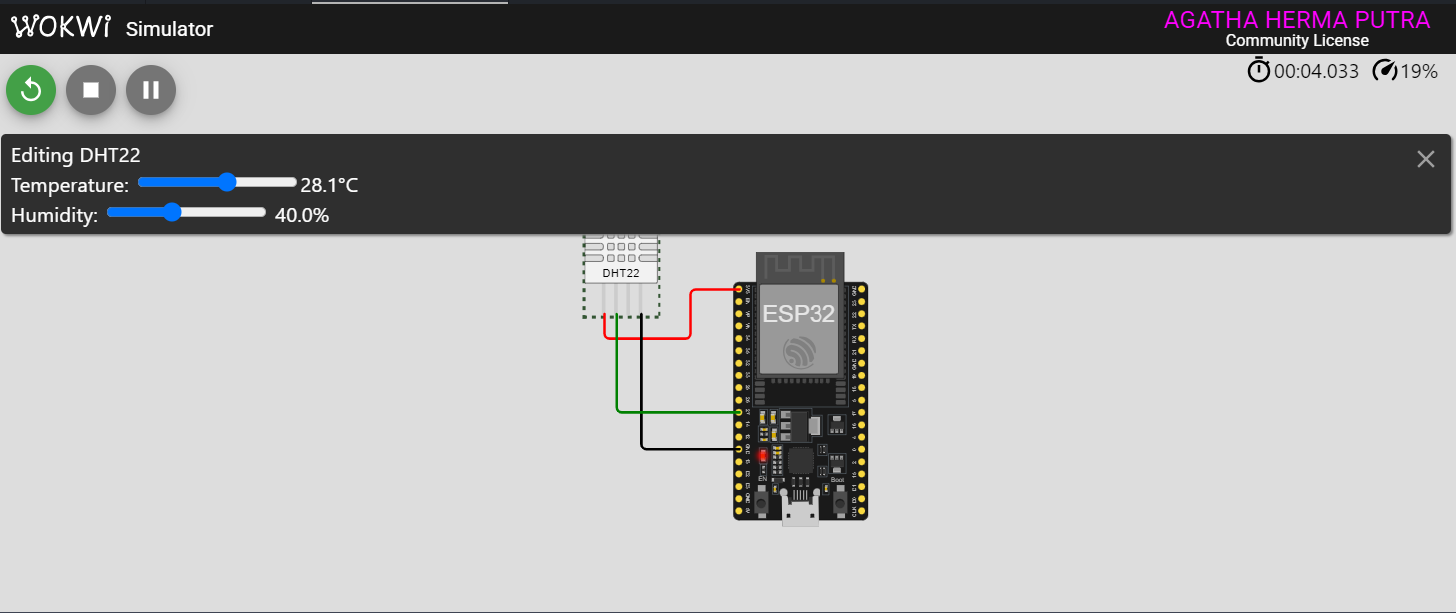 WOKWi Simulator
AGATHA HERMA PUTRA
Community License
00:04.033 19%
Editing DHT22
Temperature: 28.1°C
Humidity: 40.0%
DHT22
ESP32
EN
Boot